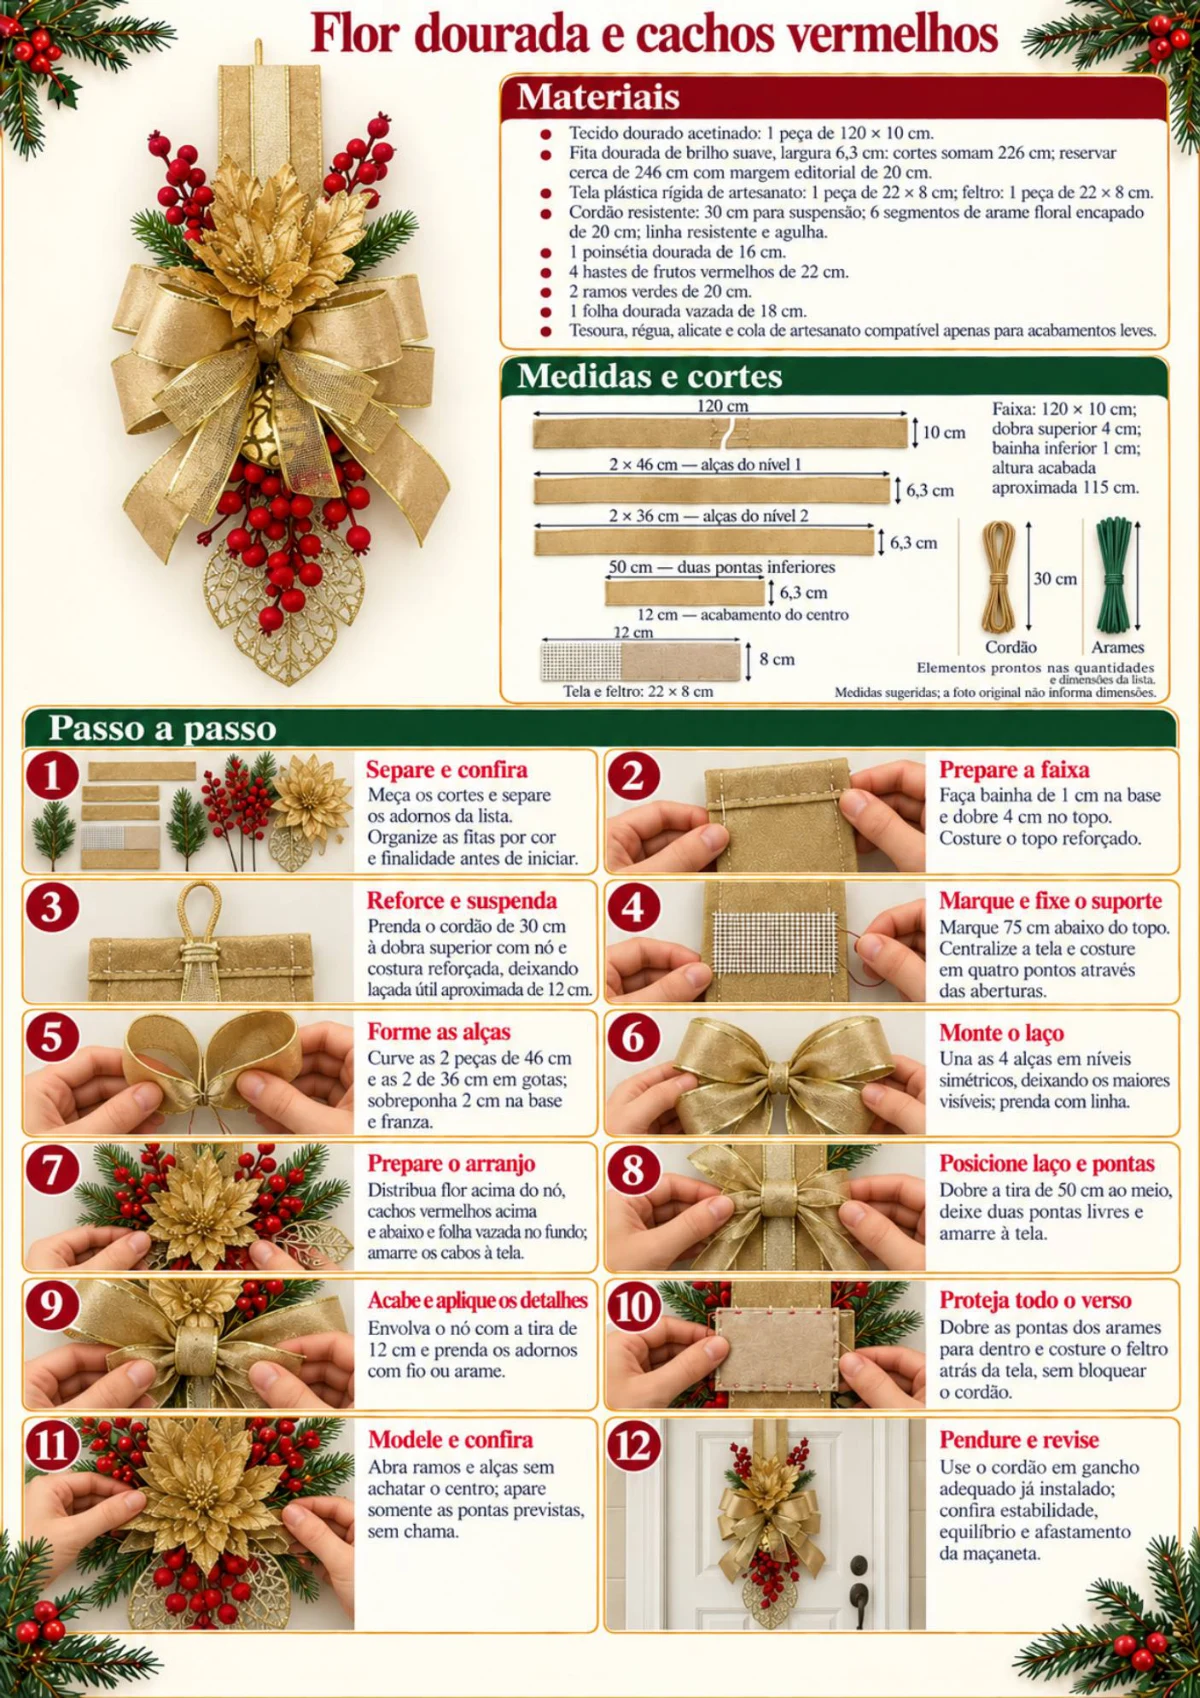 Flor dourada e cachos vermelhos
Materiais
Tecido dourado acetinado: 1 peça de 120 × 10 cm.
Fita dourada de brilho suave, largura 6,3 cm: cortes somam 226 cm; reservar
cerca de 246 cm com margem editorial de 20 cm.
Tela plástica rígida de artesanato: 1 peça de 22 × 8 cm; feltro: 1 peça de 22 × 8 cm.
Cordão resistente: 30 cm para suspensão; 6 segmentos de arame floral encapado
de 20 cm; linha resistente e agulha.
1 poinsétia dourada de 16 cm.
4 hastes de frutos vermelhos de 22 cm.
2 ramos verdes de 20 cm.
1 folha dourada vazada de 18 cm.
Tesoura, régua, alicate e cola de artesanato compatível apenas para acabamentos leves.
Medidas e cortes
120 cm
10 cm
Faixa: 120 × 10 cm;
dobra superior 4 cm;
bainha inferior 1 cm;
altura acabada
aproximada 115 cm.
2 × 46 cm — alças do nível 1
6,3 cm
2 × 36 cm — alças do nível 2
6,3 cm
50 cm — duas pontas inferiores
6,3 cm
12 cm — acabamento do centro
22 cm
8 cm
Tela e feltro: 22 × 8 cm
30 cm
Cordão
Arames
Elementos prontos nas quantidades
e dimensões da lista.
Medidas sugeridas; a foto original não informa dimensões.
Passo a passo
1
Separe e confira
Meça os cortes e separe
os adornos da lista.
Organize as fitas por cor
e finalidade antes de iniciar.
2
Prepare a faixa
Faça bainha de 1 cm na base
e dobre 4 cm no topo.
Costure o topo reforçado.
3
Reforce e suspenda
Prenda o cordão de 30 cm
à dobra superior com nó e
costura reforçada, deixando
laçada útil aproximada de 12 cm.
4
Marque e fixe o suporte
Marque 75 cm abaixo do topo.
Centralize a tela e costure
em quatro pontos através
das aberturas.
5
Forme as alças
Curve as 2 peças de 46 cm
e as 2 de 36 cm em gotas;
sobreponha 2 cm na base
e franza.
6
Monte o laço
Una as 4 alças em níveis
simétricos, deixando os maiores
visíveis; prenda com linha.
7
Prepare o arranjo
Distribua flor acima do nó,
cachos vermelhos acima
e abaixo e folha vazada no fundo;
amarre os cabos à tela.
8
Posicione laço e pontas
Dobre a tira de 50 cm ao meio,
deixe duas pontas livres e
amarre à tela.
9
Acabe e aplique os detalhes
Envolva o nó com a tira de
12 cm e prenda os adornos
com fio ou arame.
10
Proteja todo o verso
Dobre as pontas dos arames
para dentro e costure o feltro
atrás da tela, sem bloquear
o cordão.
11
Modele e confira
Abra ramos e alças sem
achatar o centro; apare
somente as pontas previstas,
sem chama.
12
Pendure e revise
Use o cordão em gancho
adequado já instalado;
confira estabilidade,
equilíbrio e afastamento
da maçaneta.